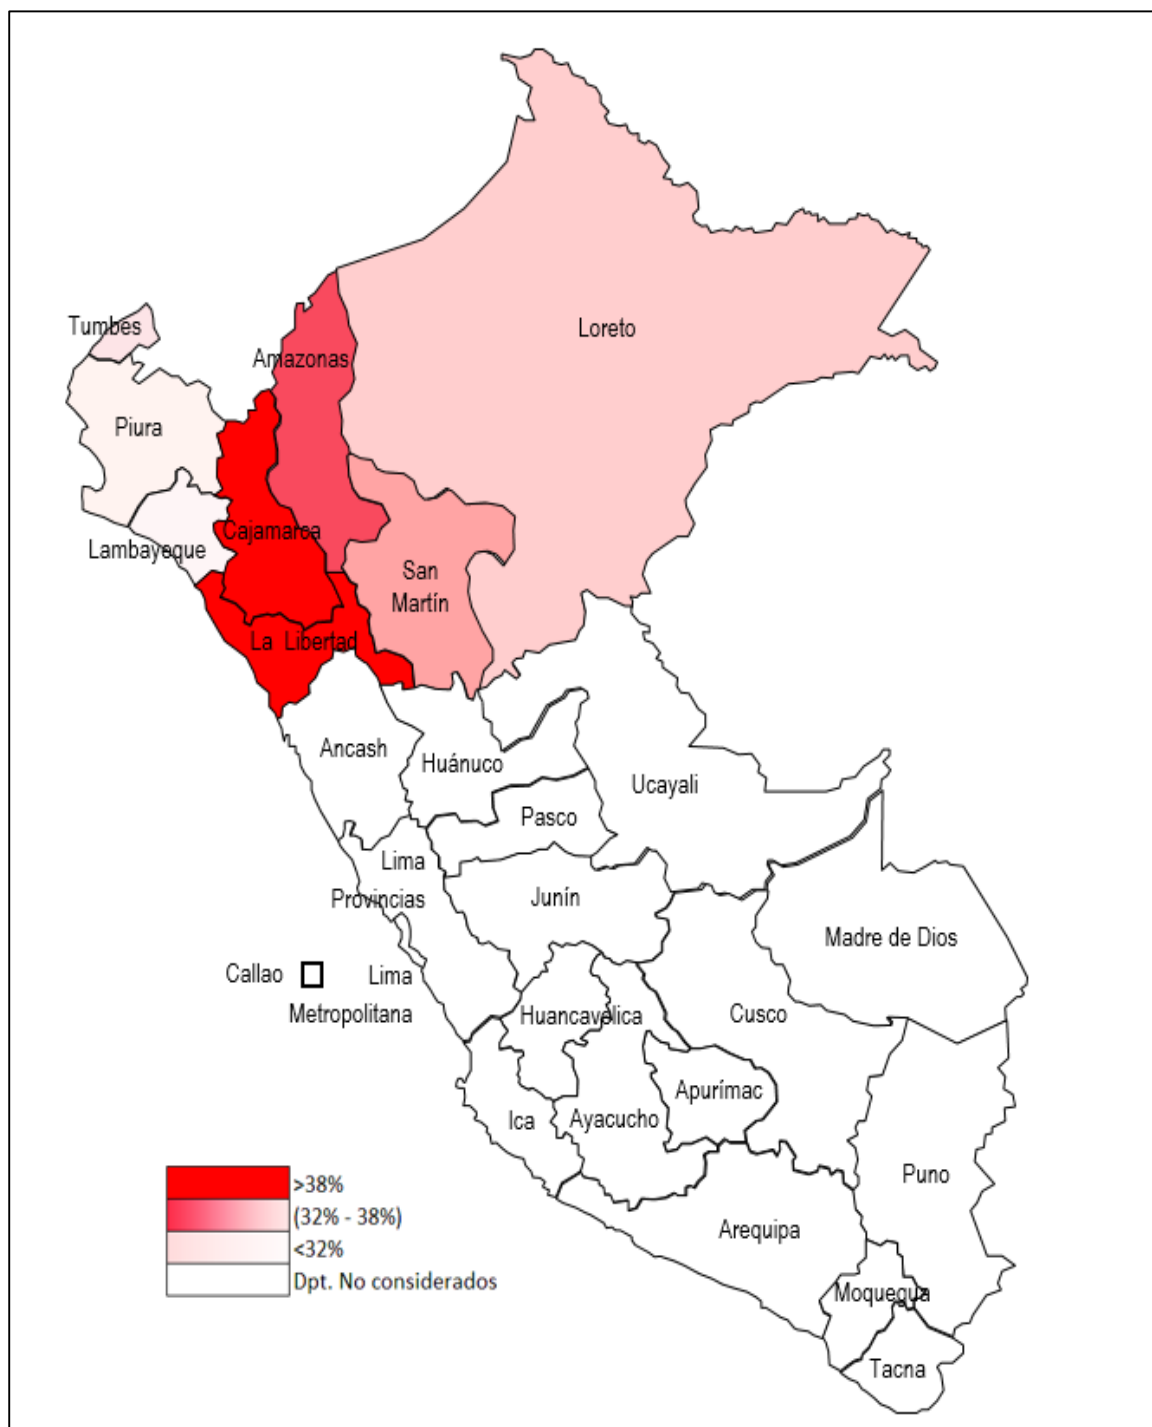 Loreto
Tumbes
Amazonas
Piura
Cajamarca
Lambayeque
San
Martín
La Libertad
Ancash
Huánuco
Ucayali
Pasco
Lima
Provincias
Junín
Madre de Dios
Callao
Lima
Metropolitana
Huancavelica
Cusco
Apurímac
Ica
Ayacucho
Puno
Arequipa
Moquegua
Tacna
>38%
(32% - 38%)
<32%
Dpt. No considerados